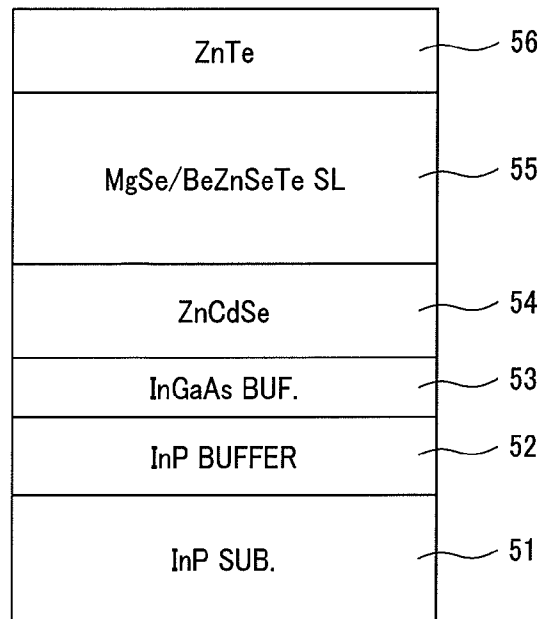 ZnTe 56
MgSe/BeZnSeTe SL 55
ZnCdSe 54
InGaAs BUF. 53
InP BUFFER 52
InP SUB. 51